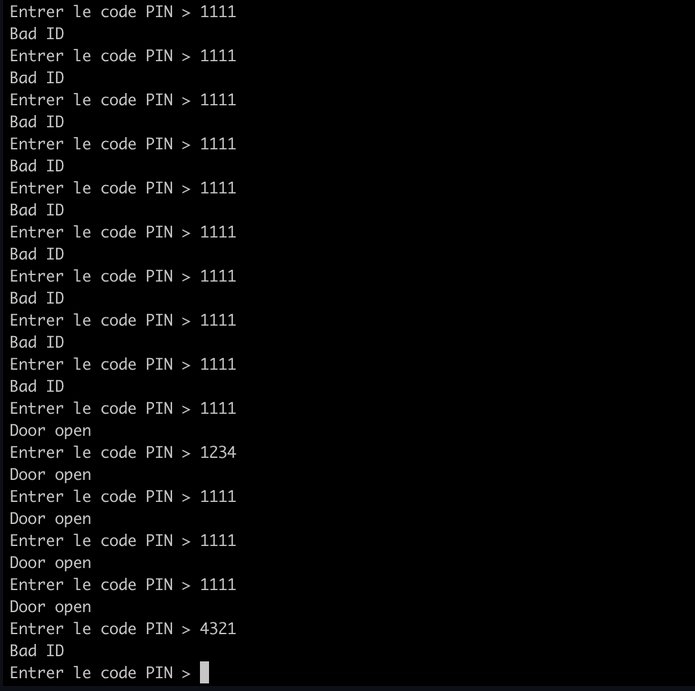 Entrer le code PIN > 1111
Bad ID
Entrer le code PIN > 1111
Bad ID
Entrer le code PIN > 1111
Bad ID
Entrer le code PIN > 1111
Bad ID
Entrer le code PIN > 1111
Bad ID
Entrer le code PIN > 1111
Bad ID
Entrer le code PIN > 1111
Bad ID
Entrer le code PIN > 1111
Bad ID
Entrer le code PIN > 1111
Bad ID
Entrer le code PIN > 1111
Door open
Entrer le code PIN > 1234
Door open
Entrer le code PIN > 1111
Door open
Entrer le code PIN > 1111
Door open
Entrer le code PIN > 1111
Door open
Entrer le code PIN > 4321
Bad ID
Entrer le code PIN >